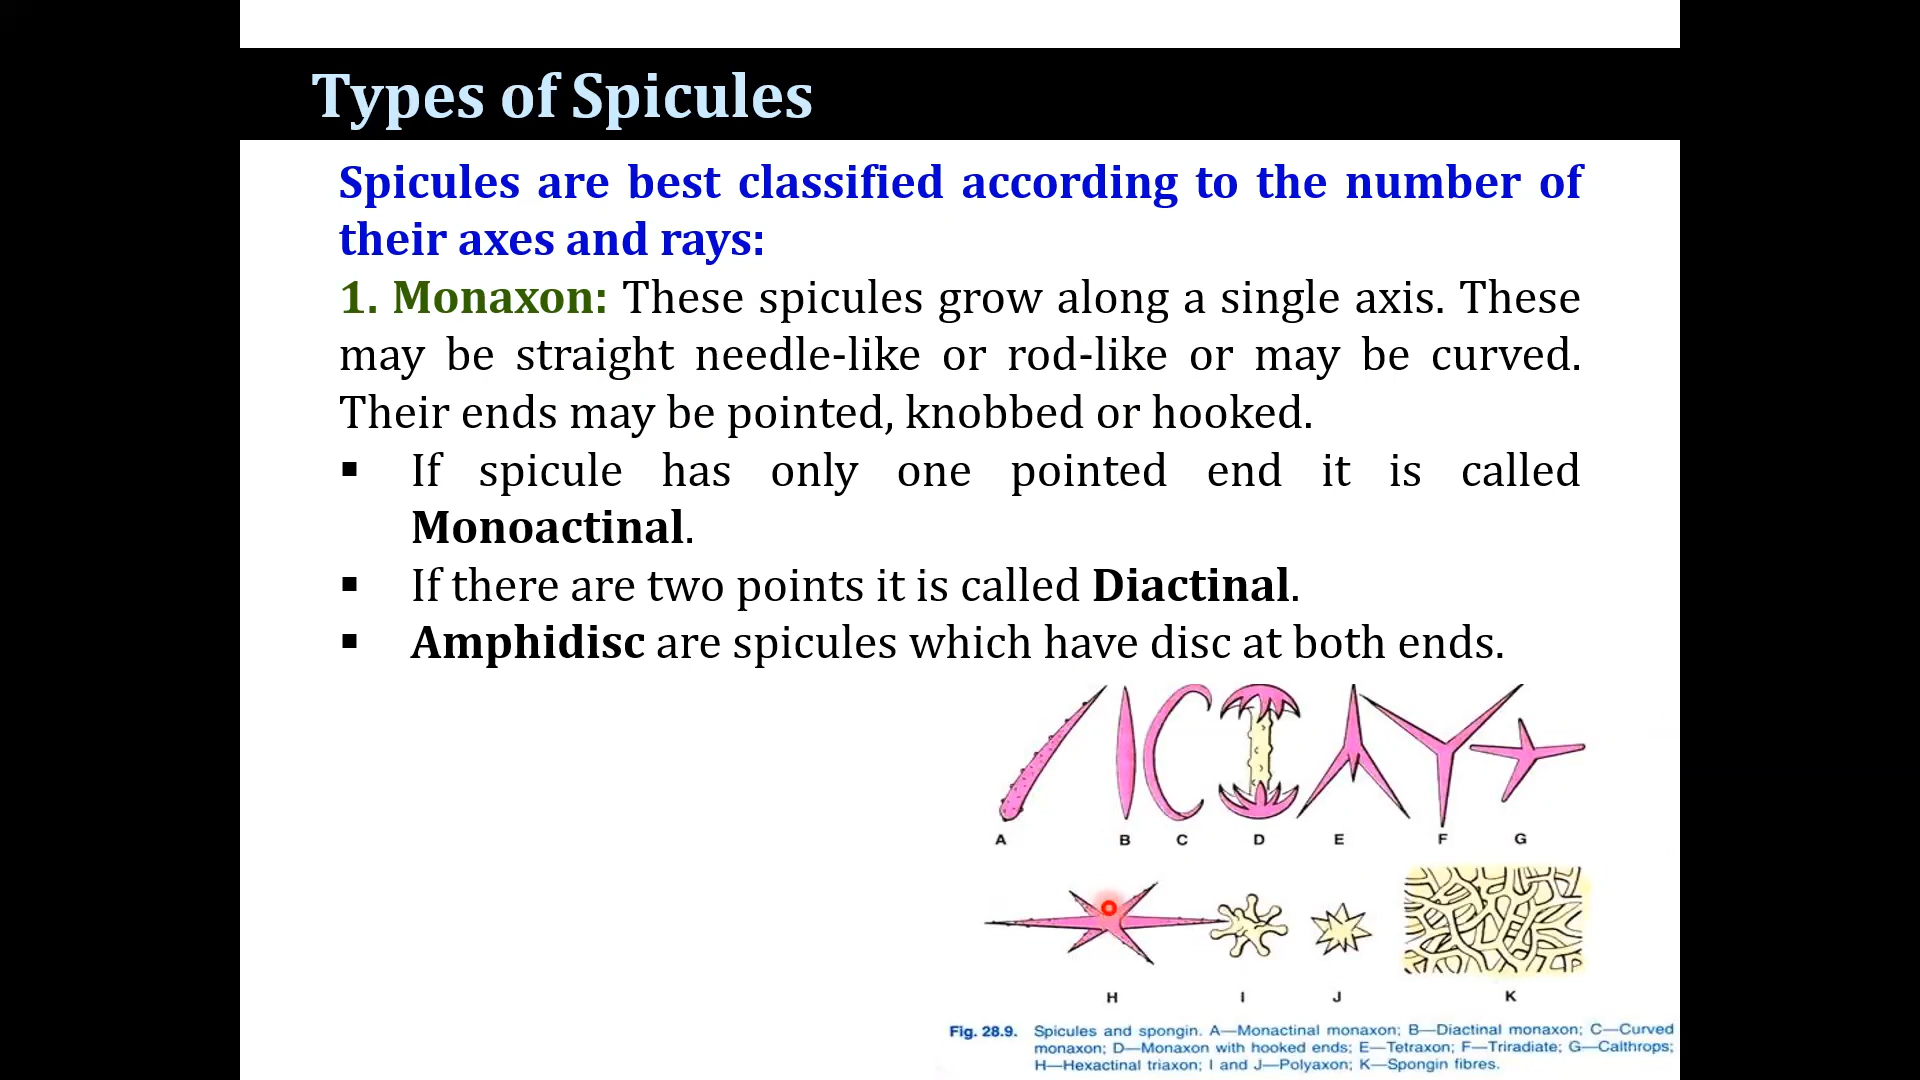 Types of Spicules
Spicules are best classified according to the number of
their axes and rays:
1. Monaxon: These spicules grow along a single axis. These
may be straight needle-like or rod-like or may be curved.
Their ends may be pointed, knobbed or hooked.
▪ If spicule has only one pointed end it is called
Monoactinal.
▪ If there are two points it is called Diactinal.
▪ Amphidisc are spicules which have disc at both ends.
A B C D E F G
H I J K
Fig. 28.9. Spicules and spongin. A—Monactinal monaxon; B—Diactinal monaxon; C—Curved
monaxon; D—Monaxon with hooked ends; E—Tetraxon; F—Triradiate; G—Calthrops;
H—Hexactinal triaxon; I and J—Polyaxon; K—Spongin fibres.